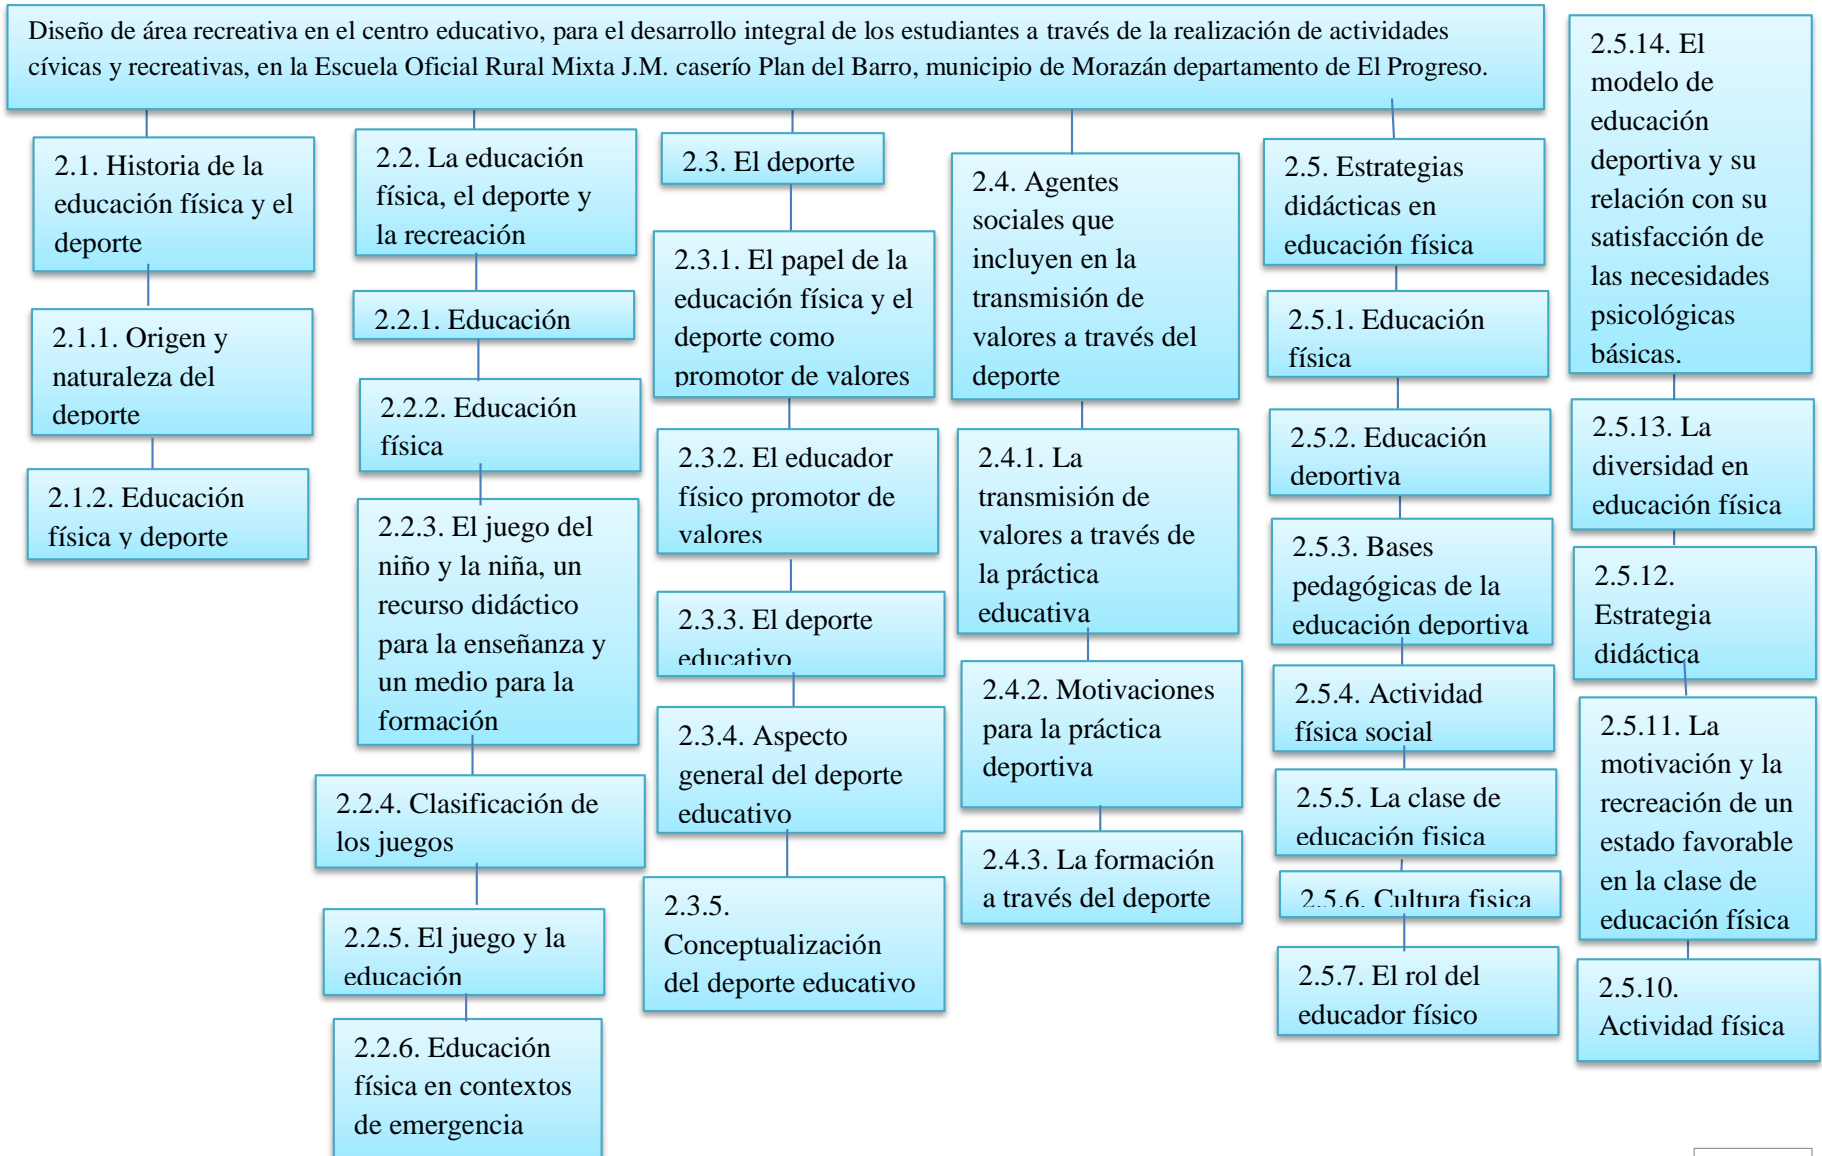 Diseño de área recreativa en el centro educativo, para el desarrollo integral de los estudiantes a través de la realización de actividades
cívicas y recreativas, en la Escuela Oficial Rural Mixta J.M. caserío Plan del Barro, municipio de Morazán departamento de El Progreso.
2.1. Historia de la
educación física y el
deporte
2.1.1. Origen y
naturaleza del
deporte
2.1.2. Educación
física y deporte
2.2. La educación
física, el deporte y
la recreación
2.2.1. Educación
2.2.2. Educación
física
2.2.3. El juego del
niño y la niña, un
recurso didáctico
para la enseñanza y
un medio para la
formación
2.2.4. Clasificación de
los juegos
2.2.5. El juego y la
educación
2.2.6. Educación
física en contextos
de emergencia
2.3. El deporte
2.3.1. El papel de la
educación física y el
deporte como
promotor de valores
2.3.2. El educador
físico promotor de
valores
2.3.3. El deporte
educativo
2.3.4. Aspecto
general del deporte
educativo
2.3.5.
Conceptualización
del deporte educativo
2.4. Agentes
sociales que
incluyen en la
transmisión de
valores a través del
deporte
2.4.1. La
transmisión de
valores a través de
la práctica
educativa
2.4.2. Motivaciones
para la práctica
deportiva
2.4.3. La formación
a través del deporte
2.5. Estrategias
didácticas en
educación física
2.5.1. Educación
física
2.5.2. Educación
deportiva
2.5.3. Bases
pedagógicas de la
educación deportiva
2.5.4. Actividad
física social
2.5.5. La clase de
educación fisica
2.5.6. Cultura fisica
2.5.7. El rol del
educador físico
2.5.14. El
modelo de
educación
deportiva y su
relación con su
satisfacción de
las necesidades
psicológicas
básicas.
2.5.13. La
diversidad en
educación física
2.5.12.
Estrategia
didáctica
2.5.11. La
motivación y la
recreación de un
estado favorable
en la clase de
educación física
2.5.10.
Actividad física